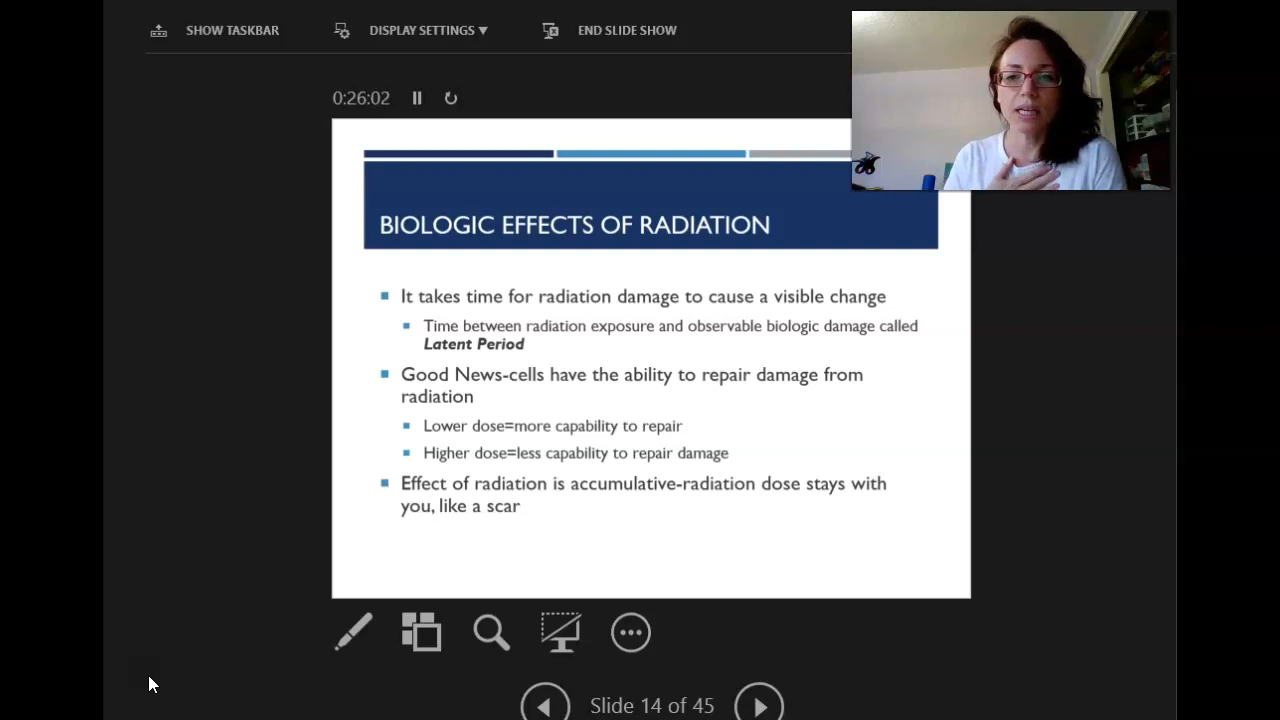 SHOW TASKBAR
DISPLAY SETTINGS ▼
END SLIDE SHOW
0:26:02
BIOLOGIC EFFECTS OF RADIATION
It takes time for radiation damage to cause a visible change
Time between radiation exposure and observable biologic damage called
Latent Period
Good News-cells have the ability to repair damage from
radiation
Lower dose=more capability to repair
Higher dose=less capability to repair damage
Effect of radiation is accumulative-radiation dose stays with
you, like a scar
Slide 14 of 45